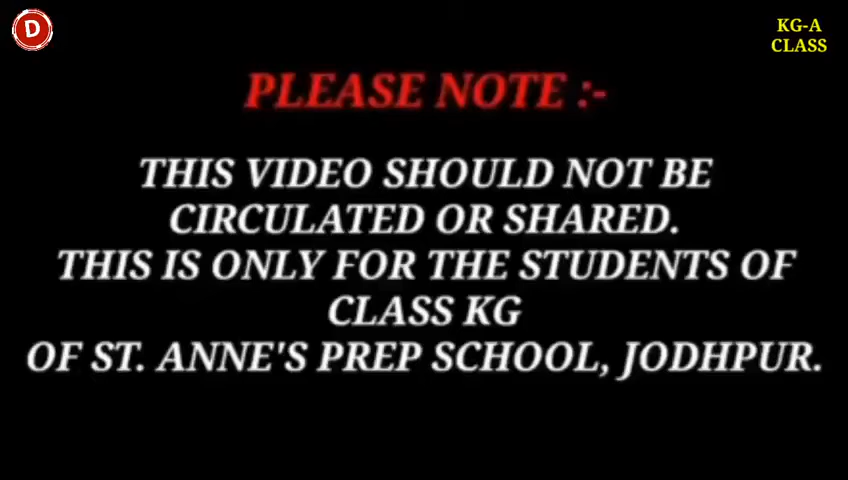 D
KG-A
CLASS
PLEASE NOTE :-
THIS VIDEO SHOULD NOT BE
CIRCULATED OR SHARED.
THIS IS ONLY FOR THE STUDENTS OF
CLASS KG
OF ST. ANNE'S PREP SCHOOL, JODHPUR.